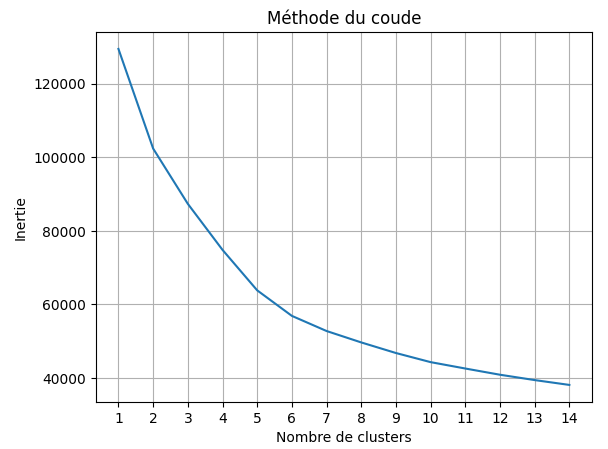 Méthode du coude
120000
100000
80000
60000
40000
Inertie
1 2 3 4 5 6 7 8 9 10 11 12 13 14
Nombre de clusters